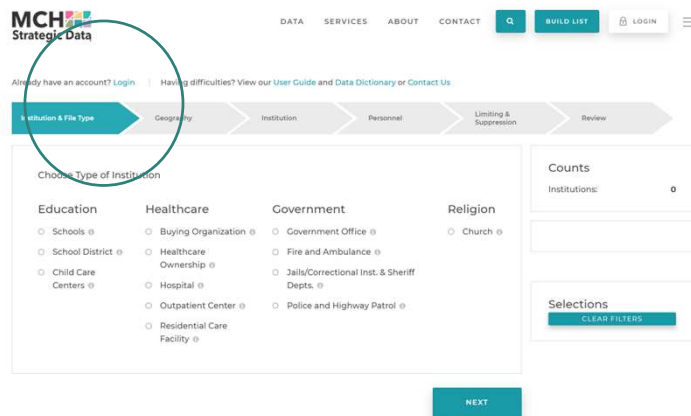 MCH
Strategic Data
DATA SERVICES ABOUT CONTACT BUILD LIST LOGIN
Already have an account? Login | Having difficulties? View our User Guide and Data Dictionary or Contact Us
Institution & File Type
Geography
Institution
Personnel
Limiting &
Suppression
Review
Choose Type of Institution
Education
Schools
School District
Child Care
Centers
Healthcare
Buying Organization
Healthcare
Ownership
Hospital
Outpatient Center
Residential Care
Facility
Government
Government Office
Fire and Ambulance
Jails/Correctional Inst. & Sheriff
Depts.
Police and Highway Patrol
Religion
Church
Counts
Institutions: 0
Selections
CLEAR FILTERS
NEXT